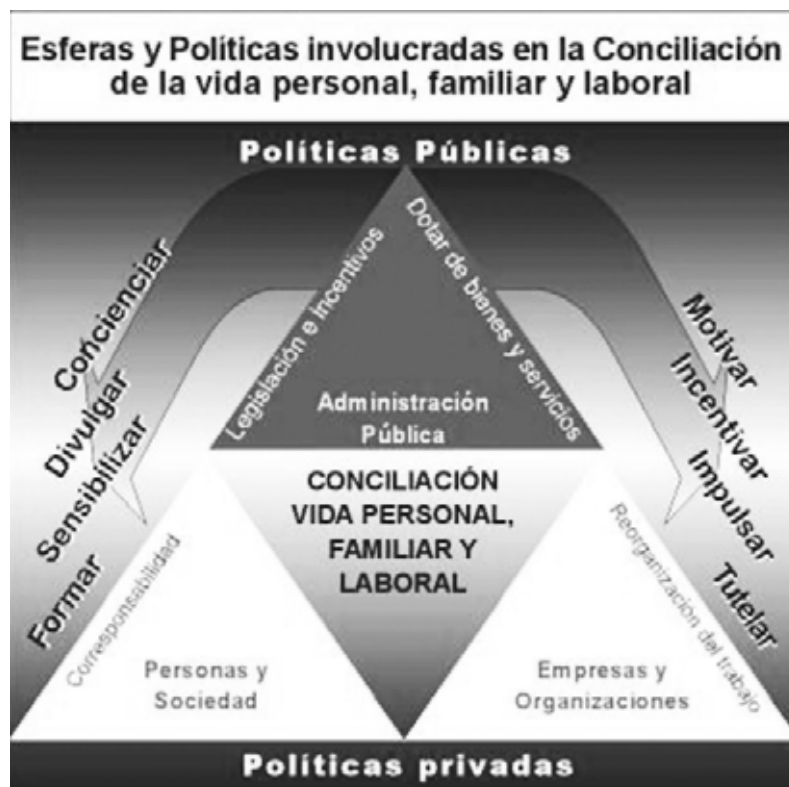 Esferas y Políticas involucradas en la Conciliación
de la vida personal, familiar y laboral
Políticas Públicas
Concienciar
Divulgar
Sensibilizar
Formar
Legislación e Incentivos
Dotar de bienes y servicios
Motivar
Incentivar
Impulsar
Tutelar
Administración
Pública
CONCILIACIÓN
VIDA PERSONAL,
FAMILIAR Y
LABORAL
Corresponsabilidad
Personas y
Sociedad
Reorganización del trabajo
Empresas y
Organizaciones
Políticas privadas